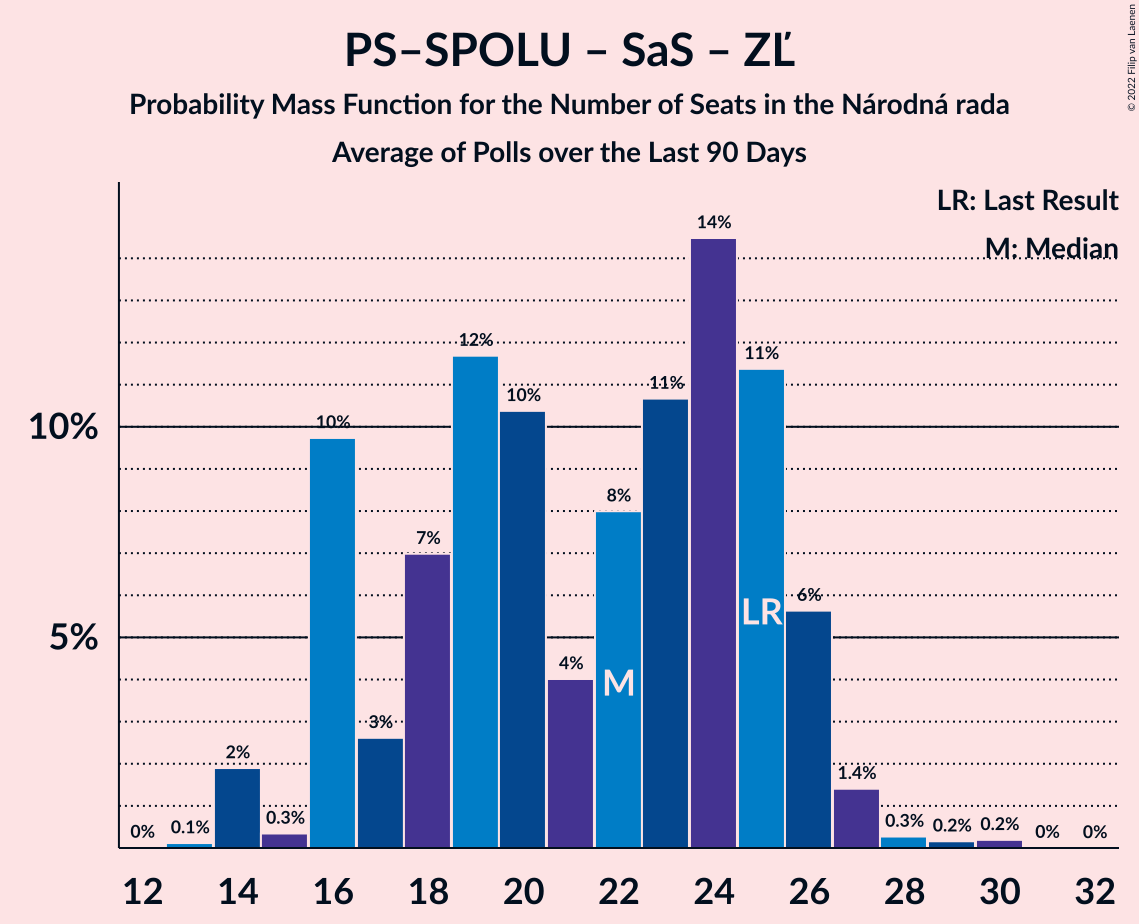 PS–SPOLU – SaS – ZĽ
Probability Mass Function for the Number of Seats in the Národná rada
Average of Polls over the Last 90 Days
© 2022 Filip van Laenen
LR: Last Result
M: Median
14%
12%
11%
11%
10%
10%
10%
10%
8%
7%
LR
6%
5%
4%
M
3%
2%
1.4%
0%
0.1%
0.3%
0.3%
0.2%
0.2%
0%
0%
12 14 16 18 20 22 24 26 28 30 32